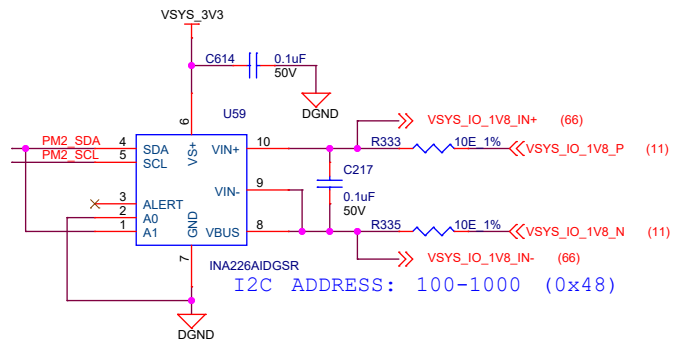 VSYS_3V3
C614
0.1uF
50V
DGND
U59
6
VS+
PM2_SDA
4
SDA
PM2_SCL
5
SCL
3
ALERT
2
A0
1
A1
GND
7
VIN+
10
VIN-
9
VBUS
8
INA226AIDGSR
C217
0.1uF
50V
VSYS_IO_1V8_IN+ (66)
R333
10E_1%
VSYS_IO_1V8_P (11)
R335
10E_1%
VSYS_IO_1V8_N (11)
VSYS_IO_1V8_IN- (66)
I2C ADDRESS: 100-1000 (0x48)
DGND